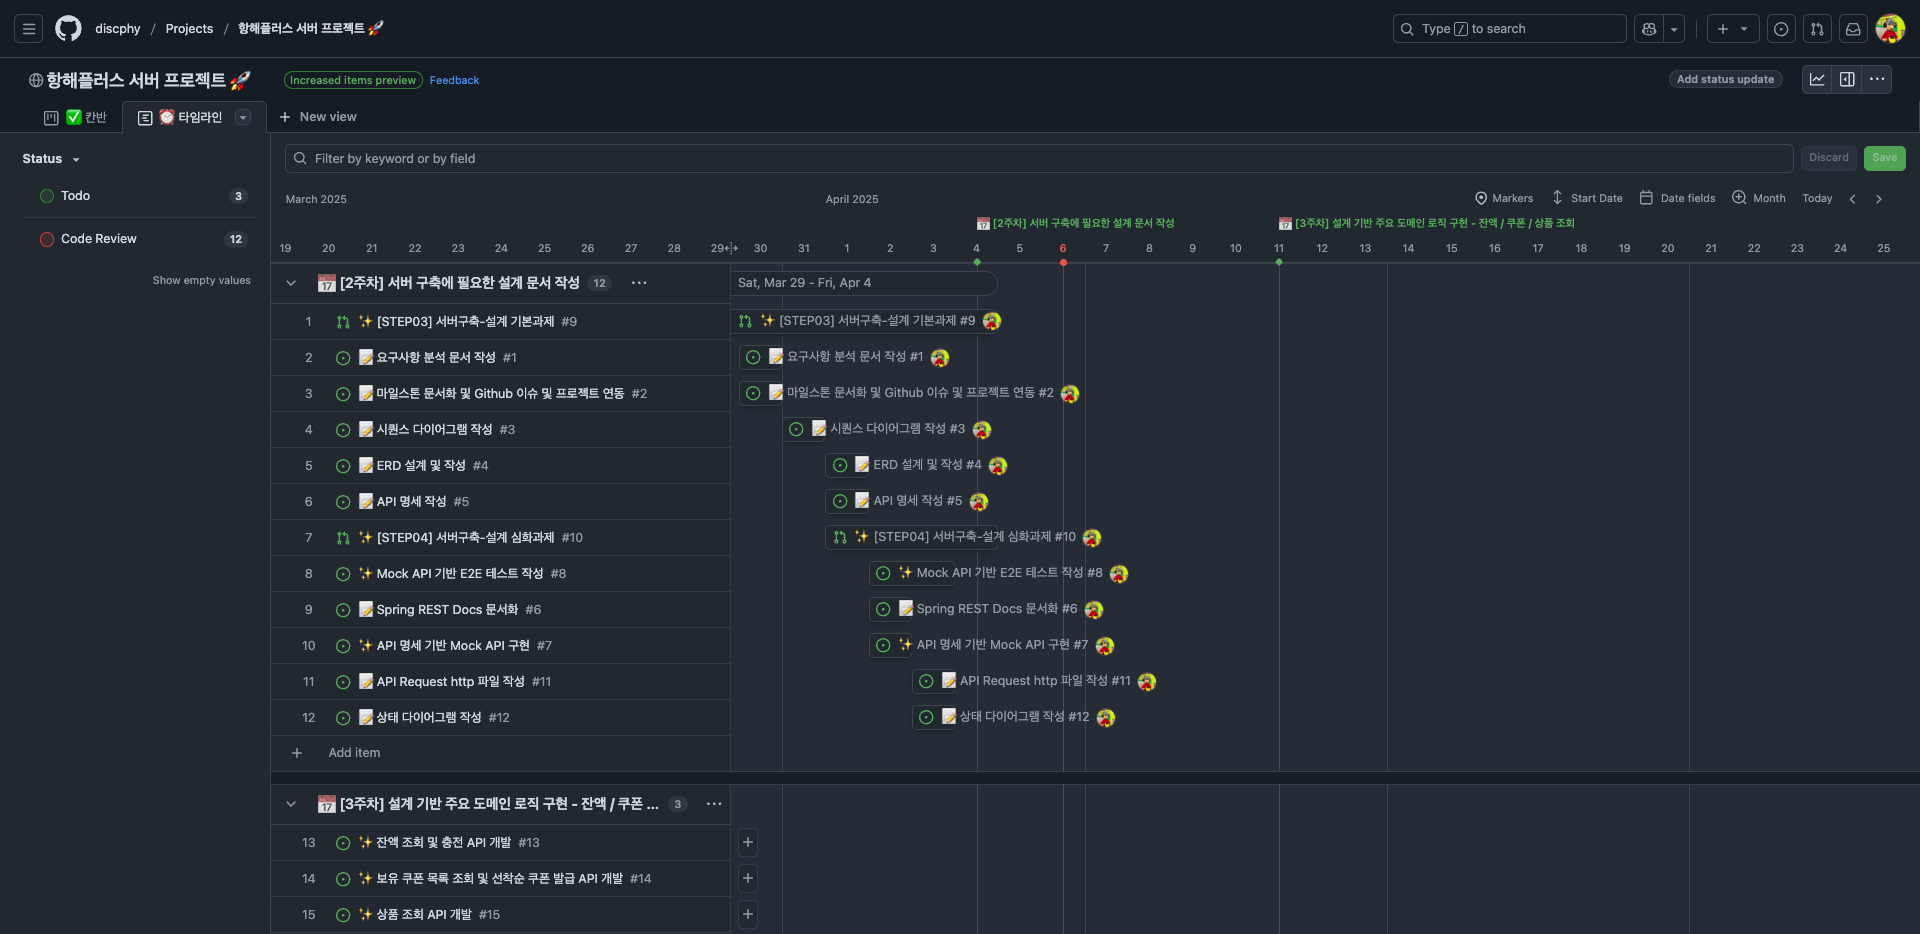 discphy / Projects / 항해플러스 서버 프로젝트 🚀
Type / to search
항해플러스 서버 프로젝트 🚀
Increased items preview
Feedback
Add status update
칸반
타임라인
New view
Status
Todo 3
Code Review 12
Show empty values
Filter by keyword or by field
Discard
Save
March 2025
April 2025
Markers
Start Date
Date fields
Month
Today
[2주차] 서버 구축에 필요한 설계 문서 작성
[3주차] 설계 기반 주요 도메인 로직 구현 - 잔액 / 쿠폰 / 상품 조회
19 20 21 22 23 24 25 26 27 28 29 30 31 1 2 3 4 5 6 7 8 9 10 11 12 13 14 15 16 17 18 19 20 21 22 23 24 25
[2주차] 서버 구축에 필요한 설계 문서 작성 12
Sat, Mar 29 - Fri, Apr 4
1 [STEP03] 서버구축-설계 기본과제 #9
[STEP03] 서버구축-설계 기본과제 #9
2 요구사항 분석 문서 작성 #1
요구사항 분석 문서 작성 #1
3 마일스톤 문서화 및 Github 이슈 및 프로젝트 연동 #2
마일스톤 문서화 및 Github 이슈 및 프로젝트 연동 #2
4 시퀀스 다이어그램 작성 #3
시퀀스 다이어그램 작성 #3
5 ERD 설계 및 작성 #4
ERD 설계 및 작성 #4
6 API 명세 작성 #5
API 명세 작성 #5
7 [STEP04] 서버구축-설계 심화과제 #10
[STEP04] 서버구축-설계 심화과제 #10
8 Mock API 기반 E2E 테스트 작성 #8
Mock API 기반 E2E 테스트 작성 #8
9 Spring REST Docs 문서화 #6
Spring REST Docs 문서화 #6
10 API 명세 기반 Mock API 구현 #7
API 명세 기반 Mock API 구현 #7
11 API Request http 파일 작성 #11
API Request http 파일 작성 #11
12 상태 다이어그램 작성 #12
상태 다이어그램 작성 #12
Add item
[3주차] 설계 기반 주요 도메인 로직 구현 - 잔액 / 쿠폰 ... 3
13 잔액 조회 및 충전 API 개발 #13
14 보유 쿠폰 목록 조회 및 선착순 쿠폰 발급 API 개발 #14
15 상품 조회 API 개발 #15